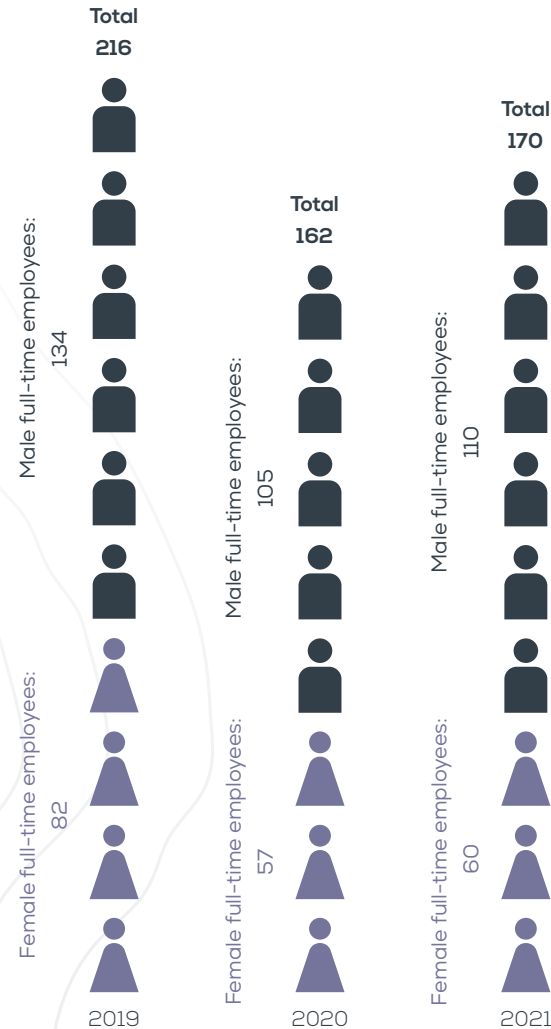 Total
216
Male full-time employees:
134
Female full-time employees:
82
2019
Total
162
Male full-time employees:
105
Female full-time employees:
57
2020
Total
170
Male full-time employees:
110
Female full-time employees:
60
2021